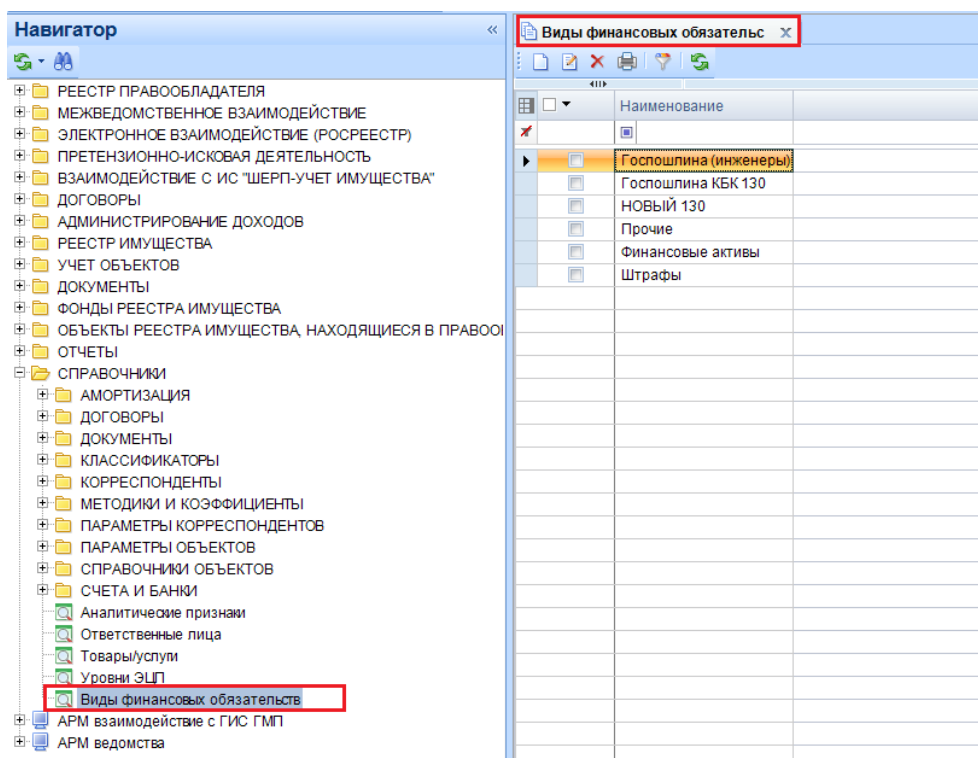 Навигатор
РЕЕСТР ПРАВООБЛАДАТЕЛЯ
МЕЖВЕДОМСТВЕННОЕ ВЗАИМОДЕЙСТВИЕ
ЭЛЕКТРОННОЕ ВЗАИМОДЕЙСТВИЕ (РОСРЕЕСТР)
ПРЕТЕНЗИОННО-ИСКОВАЯ ДЕЯТЕЛЬНОСТЬ
ВЗАИМОДЕЙСТВИЕ С ИС "ШЕРП-УЧЕТ ИМУЩЕСТВА"
ДОГОВОРЫ
АДМИНИСТРИРОВАНИЕ ДОХОДОВ
РЕЕСТР ИМУЩЕСТВА
УЧЕТ ОБЪЕКТОВ
ДОКУМЕНТЫ
ФОНДЫ РЕЕСТРА ИМУЩЕСТВА
ОБЪЕКТЫ РЕЕСТРА ИМУЩЕСТВА, НАХОДЯЩИЕСЯ В ПРАВООІ
ОТЧЕТЫ
СПРАВОЧНИКИ
АМОРТИЗАЦИЯ
ДОГОВОРЫ
ДОКУМЕНТЫ
КЛАССИФИКАТОРЫ
КОРРЕСПОНДЕНТЫ
МЕТОДИКИ И КОЭФФИЦИЕНТЫ
ПАРАМЕТРЫ КОРРЕСПОНДЕНТОВ
ПАРАМЕТРЫ ОБЪЕКТОВ
СПРАВОЧНИКИ ОБЪЕКТОВ
СЧЕТА И БАНКИ
Аналитические признаки
Ответственные лица
Товары/услуги
Уровни ЭЦП
Виды финансовых обязательств
АРМ взаимодействие с ГИС ГМП
АРМ ведомства
Виды финансовых обязательс
Наименование
Госпошлина (инженеры)
Госпошлина КБК 130
НОВЫЙ 130
Прочие
Финансовые активы
Штрафы